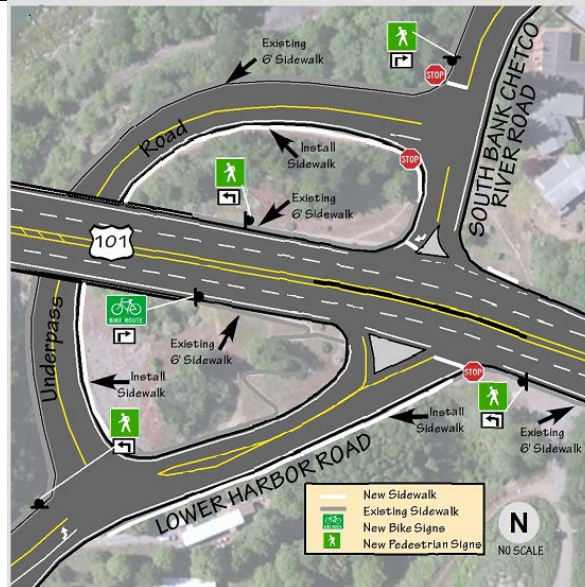 Existing
6' Sidewalk
STOP
SOUTH BANK CHETCO
RIVER ROAD
Road
Install
Sidewalk
STOP
Existing
6' Sidewalk
101
BIKE ROUTE
Existing
6' Sidewalk
Underpass
Install
Sidewalk
STOP
Install
Sidewalk
Existing
6' Sidewalk
LOWER HARBOR ROAD
New Sidewalk
Existing Sidewalk
BIKE ROUTE
New Bike Signs
New Pedestrian Signs
N
NO SCALE